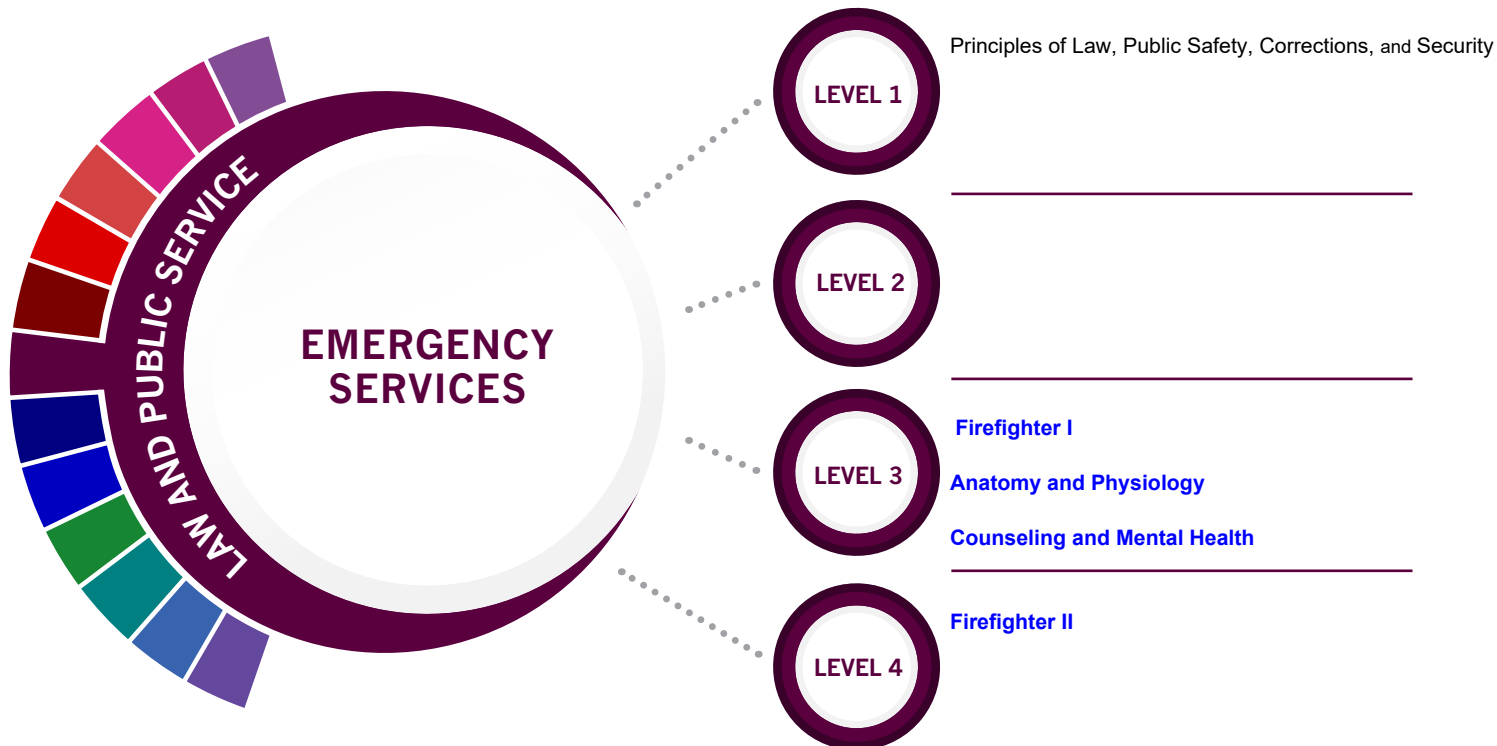 LAW AND PUBLIC SERVICE
EMERGENCY
SERVICES
LEVEL 1
Principles of Law, Public Safety, Corrections, and Security
LEVEL 2
LEVEL 3
Firefighter I
Anatomy and Physiology
Counseling and Mental Health
LEVEL 4
Firefighter II